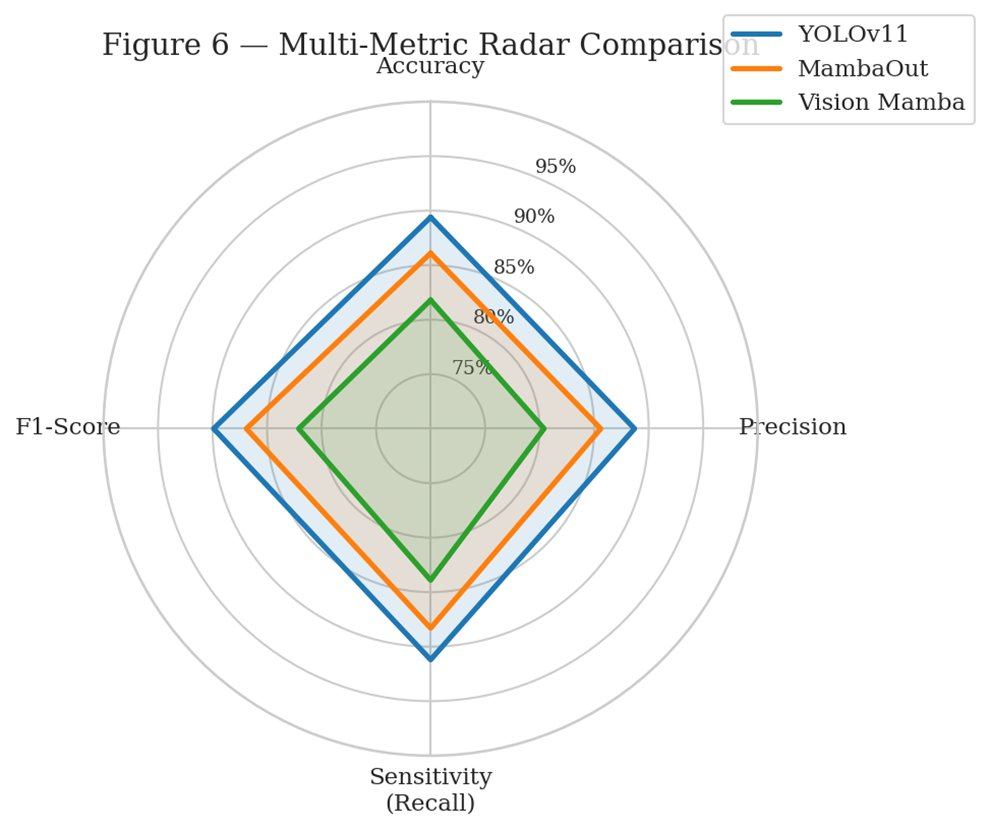 Figure 6 — Multi-Metric Radar Comparison
YOLOv11
MambaOut
Vision Mamba
Accuracy
95%
90%
85%
80%
75%
F1-Score
Precision
Sensitivity
(Recall)